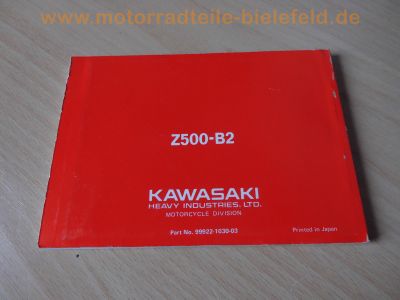 www.motorradteile-bielefeld.de
Z500-B2
KAWASAKI
HEAVY INDUSTRIES, LTD.
MOTORCYCLE DIVISION
Part No. 99922-1030-03
Printed in Japan